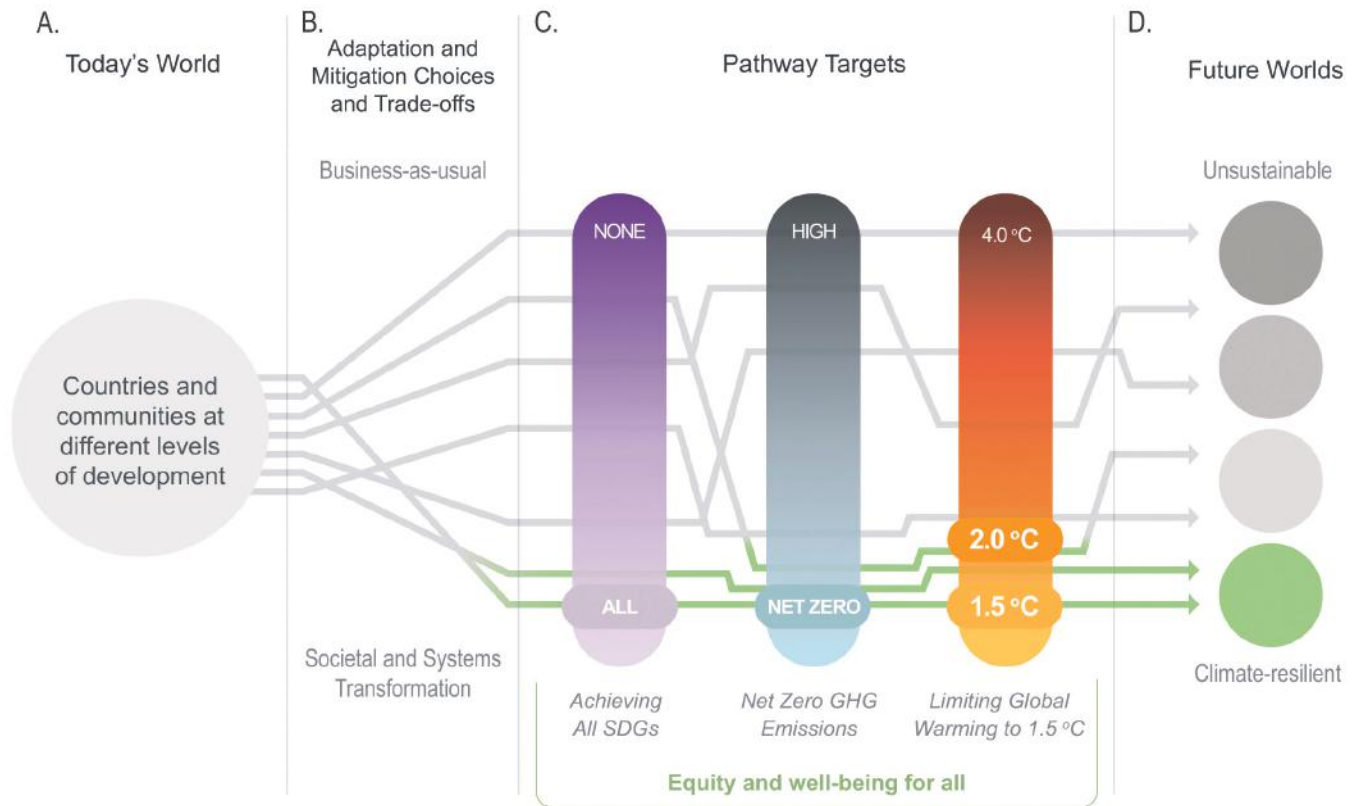 A.
Today's World
B.
Adaptation and
Mitigation Choices
and Trade-offs
C.
Pathway Targets
D.
Future Worlds
Business-as-usual
Unsustainable
NONE
HIGH
4.0 °C
Countries and
communities at
different levels
of development
2.0 °C
ALL
NET ZERO
1.5 °C
Societal and Systems
Transformation
Climate-resilient
Achieving
All SDGs
Net Zero GHG
Emissions
Limiting Global
Warming to 1.5 °C
Equity and well-being for all